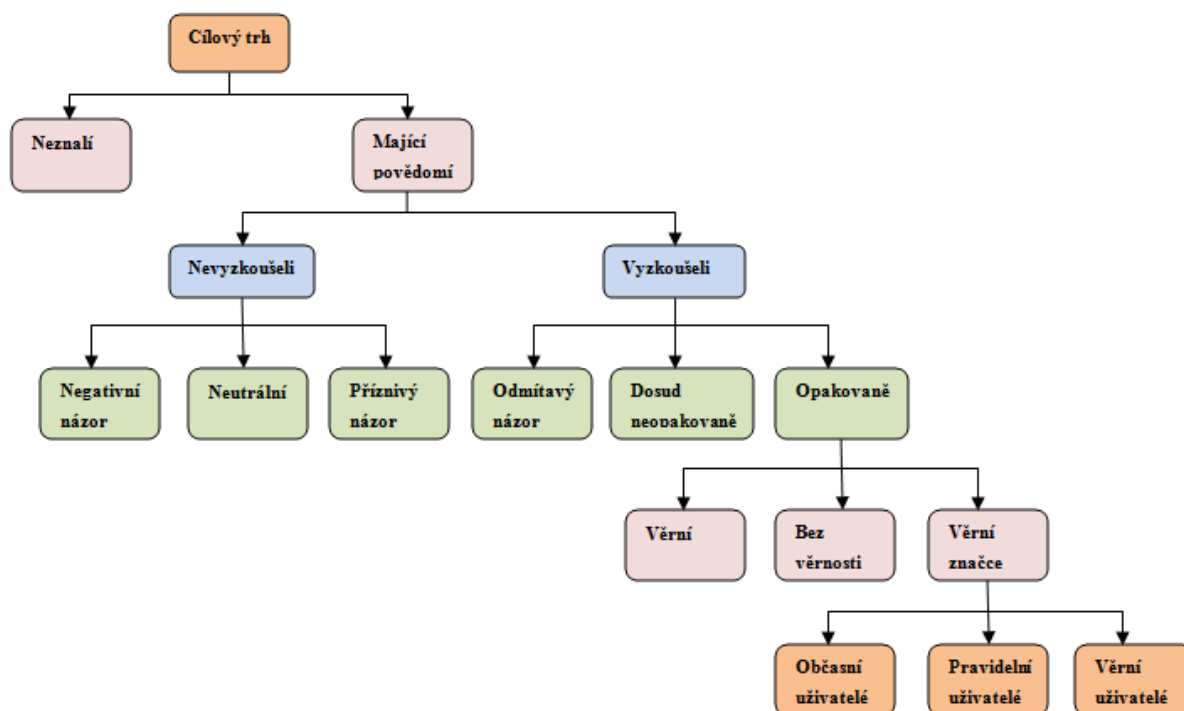 Cílový trh
Neznalí
Mající
povědomí
Nevyzkoušeli
Vyzkoušeli
Negativní
názor
Neutrální
Příznivý
názor
Odmítavý
názor
Dosud
neopakovaně
Opakovaně
Věrní
Bez
věrnosti
Věrní
značce
Občasní
uživatelé
Pravidelní
uživatelé
Věrní
uživatelé